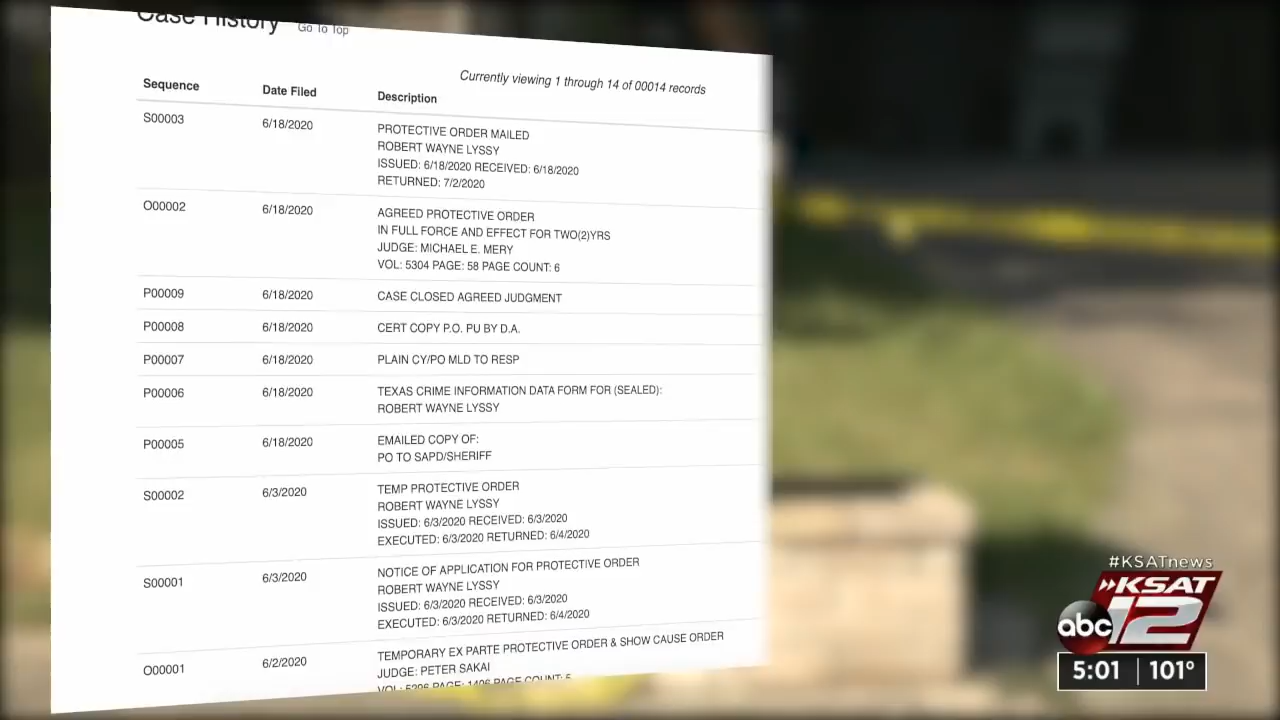 Case History Go To Top
Currently viewing 1 through 14 of 00014 records
Sequence Date Filed Description
S00003 6/18/2020 PROTECTIVE ORDER MAILED
ROBERT WAYNE LYSSY
ISSUED: 6/18/2020 RECEIVED: 6/18/2020
RETURNED: 7/2/2020
O00002 6/18/2020 AGREED PROTECTIVE ORDER
IN FULL FORCE AND EFFECT FOR TWO(2)YRS
JUDGE: MICHAEL E. MERY
VOL: 5304 PAGE: 58 PAGE COUNT: 6
P00009 6/18/2020 CASE CLOSED AGREED JUDGMENT
P00008 6/18/2020 CERT COPY P.O. PU BY D.A.
P00007 6/18/2020 PLAIN CY/PO MLD TO RESP
P00006 6/18/2020 TEXAS CRIME INFORMATION DATA FORM FOR (SEALED):
ROBERT WAYNE LYSSY
P00005 6/18/2020 EMAILED COPY OF:
PO TO SAPD/SHERIFF
S00002 6/3/2020 TEMP PROTECTIVE ORDER
ROBERT WAYNE LYSSY
ISSUED: 6/3/2020 RECEIVED: 6/3/2020
EXECUTED: 6/3/2020 RETURNED: 6/4/2020
S00001 6/3/2020 NOTICE OF APPLICATION FOR PROTECTIVE ORDER
ROBERT WAYNE LYSSY
ISSUED: 6/3/2020 RECEIVED: 6/3/2020
EXECUTED: 6/3/2020 RETURNED: 6/4/2020
O00001 6/2/2020 TEMPORARY EX PARTE PROTECTIVE ORDER & SHOW CAUSE ORDER
JUDGE: PETER SAKAI
VOL: PAGE: PAGE COUNT:
#KSATnews
KSAT
abc 12
5:01 101°